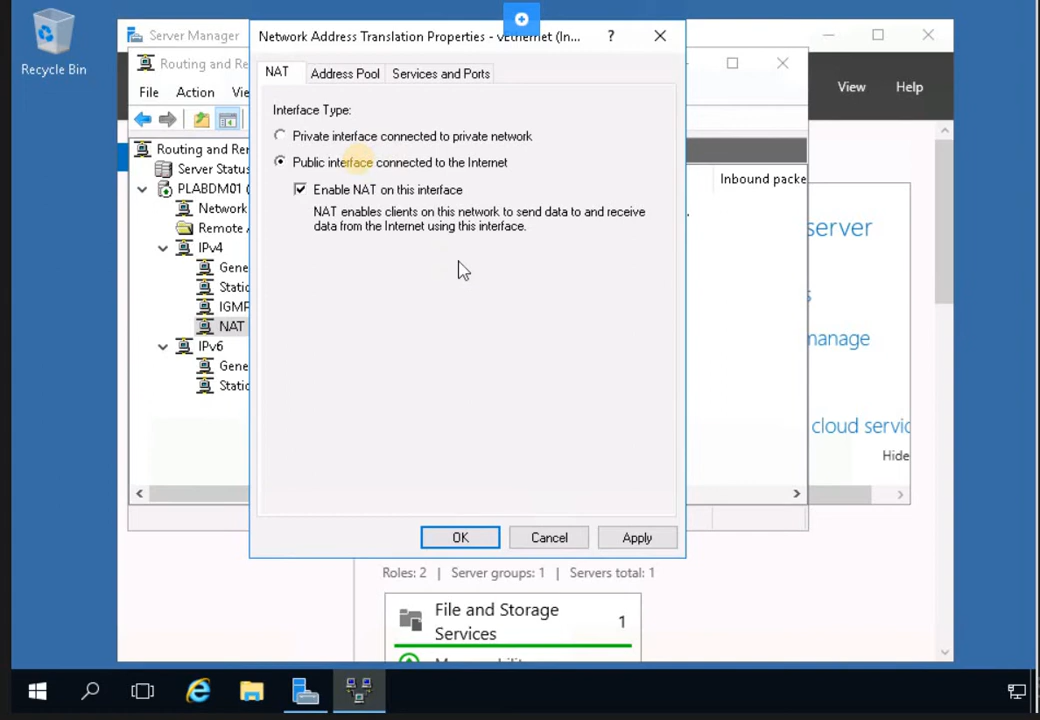 Recycle Bin
Server Manager
View
Help
Routing and Re
File
Action
Network Address Translation Properties - vEthernet (In...
?
NAT
Address Pool
Services and Ports
Interface Type:
Private interface connected to private network
Public interface connected to the Internet
Enable NAT on this interface
NAT enables clients on this network to send data to and receive
data from the Internet using this interface.
OK
Cancel
Apply
Routing and Re
Server Status
PLABDM01 (
Network
Remote
IPv4
Gene
Static
IGMP
NAT
IPv6
Gene
Static
Inbound packe
server
manage
cloud servic
Hide
Roles: 2 | Server groups: 1 | Servers total: 1
File and Storage
Services
1